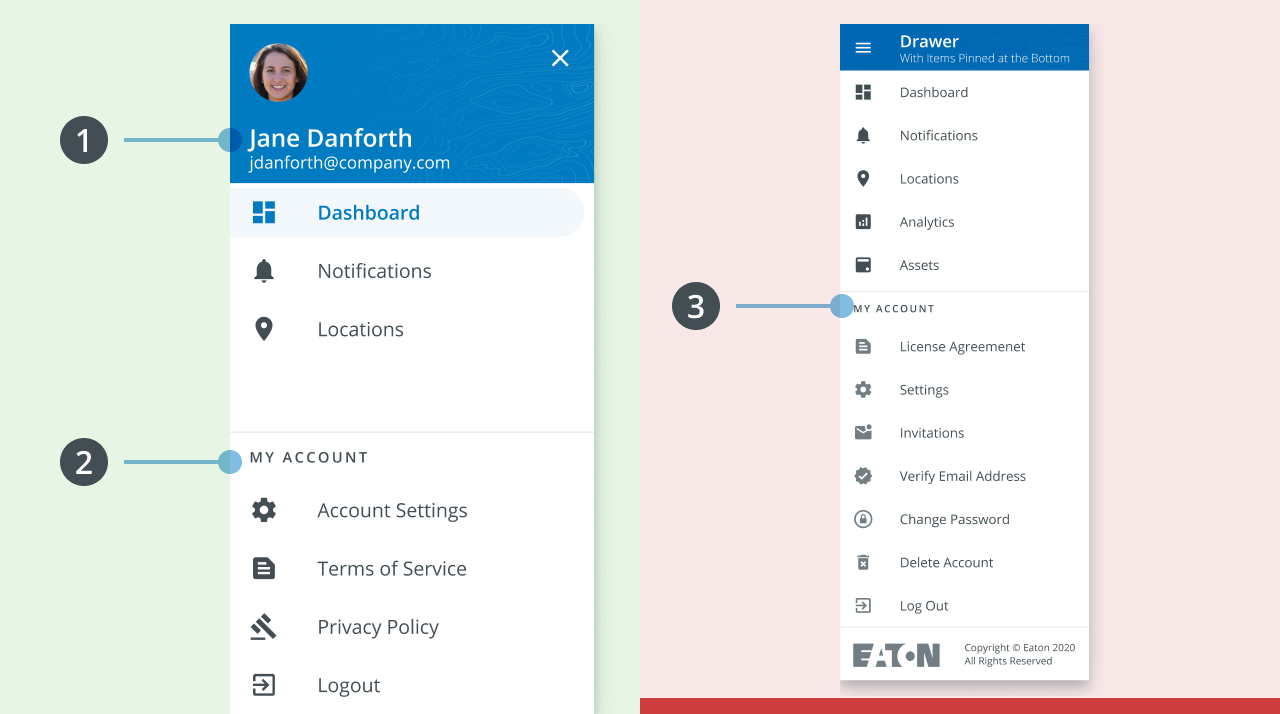 1
Jane Danforth
jdanforth@company.com
Dashboard
Notifications
Locations
2
MY ACCOUNT
Account Settings
Terms of Service
Privacy Policy
Logout
Drawer
With Items Pinned at the Bottom
Dashboard
Notifications
Locations
Analytics
Assets
3
MY ACCOUNT
License Agreemenet
Settings
Invitations
Verify Email Address
Change Password
Delete Account
Log Out
EATON
Copyright © Eaton 2020
All Rights Reserved